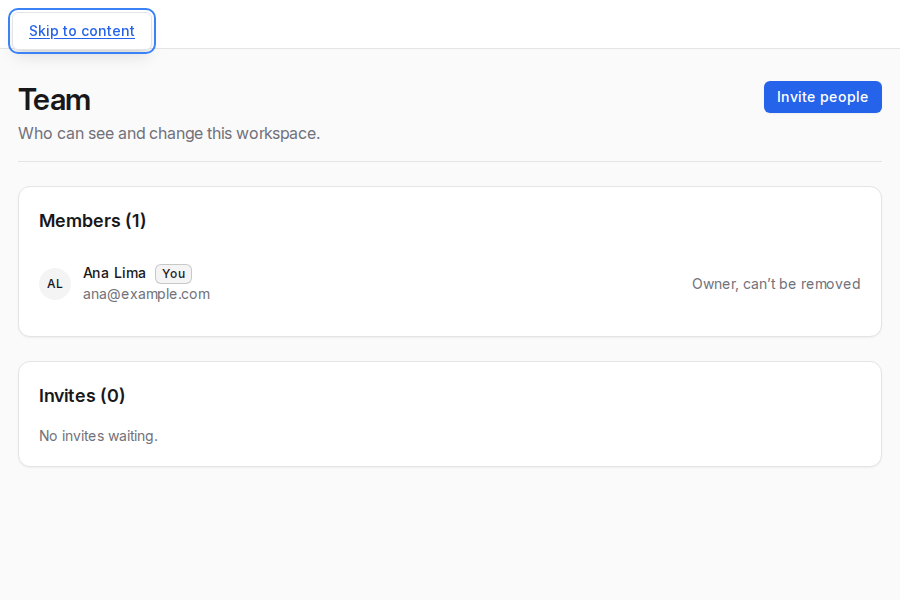 Skip to content
Team
Invite people
Who can see and change this workspace.
Members (1)
AL
Ana Lima You
ana@example.com
Owner, can’t be removed
Invites (0)
No invites waiting.